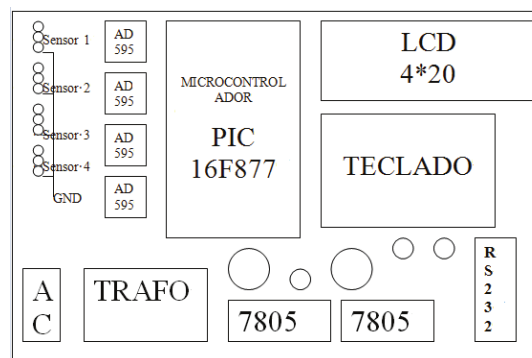 Sensor 1
AD
595
Sensor·2
AD
595
Sensor·3
AD
595
Sensor·4
GND
AD
595
MICROCONTROL
ADOR
PIC
16F877
LCD
4*20
TECLADO
A
C
TRAFO
7805
7805
R
S
2
3
2